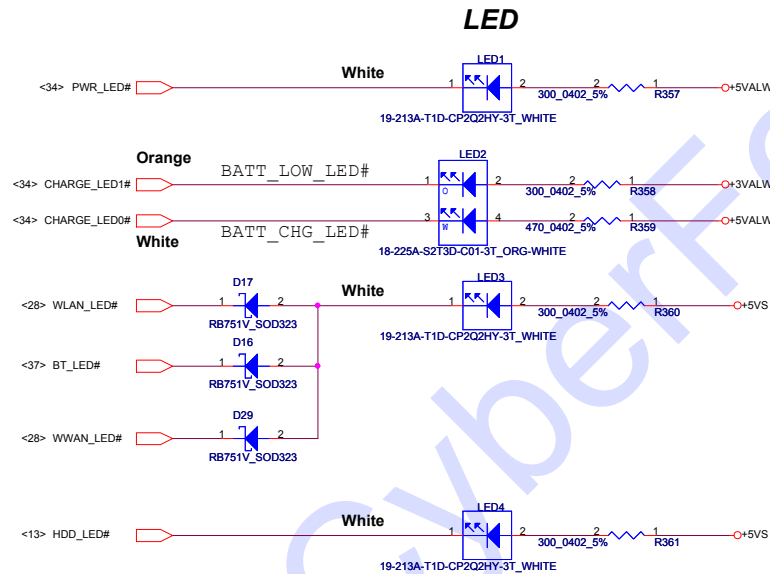 LED
LED1
White
<34> PWR_LED# 1 2 2 1 +5VALW
300_0402_5% R357
19-213A-T1D-CP2Q2HY-3T_WHITE
Orange
LED2
BATT_LOW_LED#
<34> CHARGE_LED1# 1 2 2 1 +3VALW
O
300_0402_5% R358
<34> CHARGE_LED0# 3 4 2 1 +5VALW
W
470_0402_5% R359
White
BATT_CHG_LED#
18-225A-S2T3D-C01-3T_ORG-WHITE
D17 White LED3
<28> WLAN_LED# 1 2 1 2 2 1 +5VS
300_0402_5% R360
RB751V_SOD323 19-213A-T1D-CP2Q2HY-3T_WHITE
D16
<37> BT_LED# 1 2
RB751V_SOD323
D29
<28> WWAN_LED# 1 2
RB751V_SOD323
LED4
White
<13> HDD_LED# 1 2 2 1 +5VS
300_0402_5% R361
19-213A-T1D-CP2Q2HY-3T_WHITE